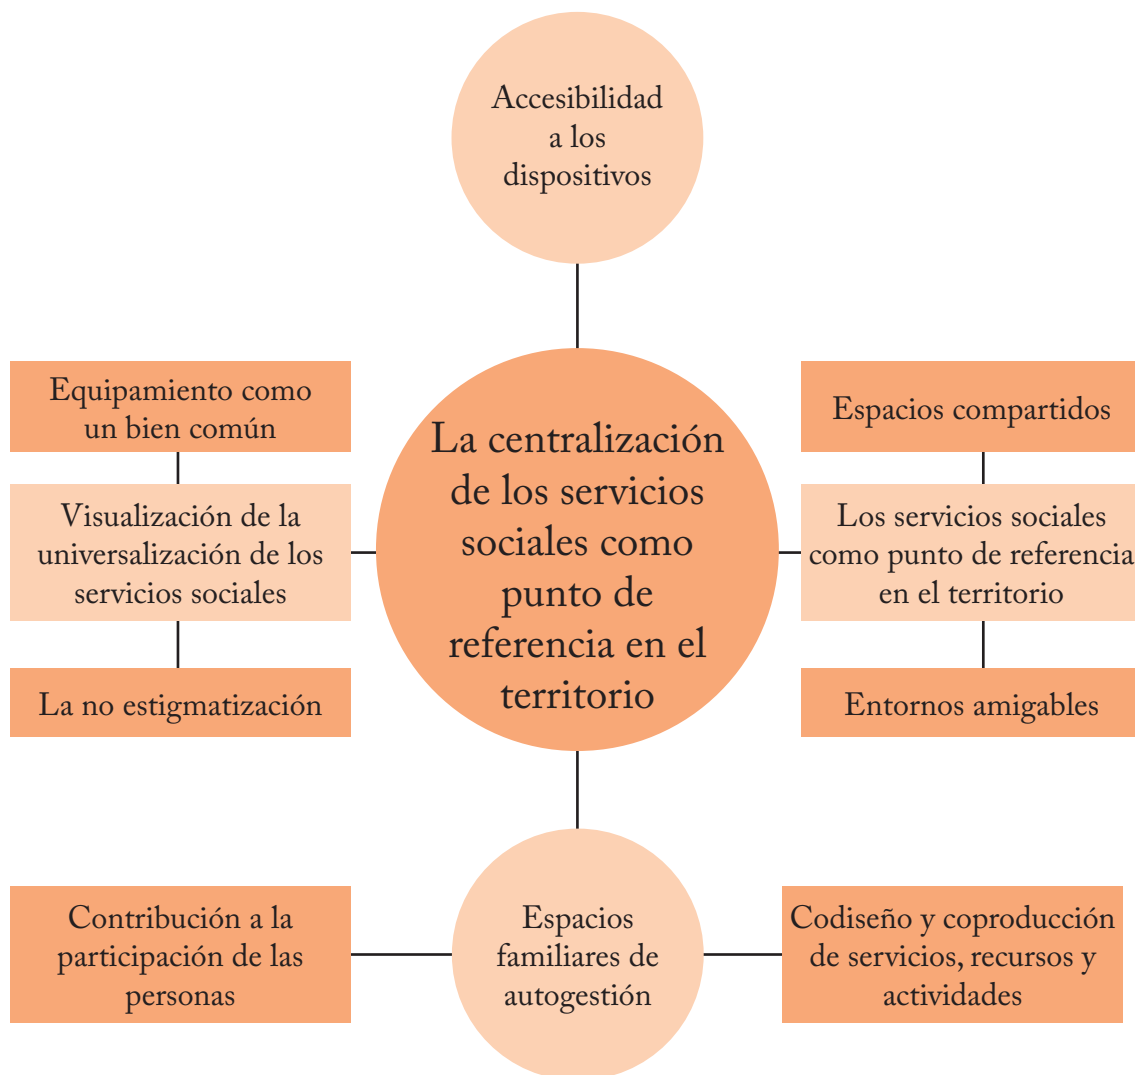 Accesibilidad
a los
dispositivos
Equipamiento como
un bien común
Visualización de la
universalización de los
servicios sociales
La no estigmatización
La centralización
de los servicios
sociales como
punto de
referencia en el
territorio
Espacios compartidos
Los servicios sociales
como punto de referencia
en el territorio
Entornos amigables
Contribución a la
participación de las
personas
Espacios
familiares de
autogestión
Codiseño y coproducción
de servicios, recursos y
actividades